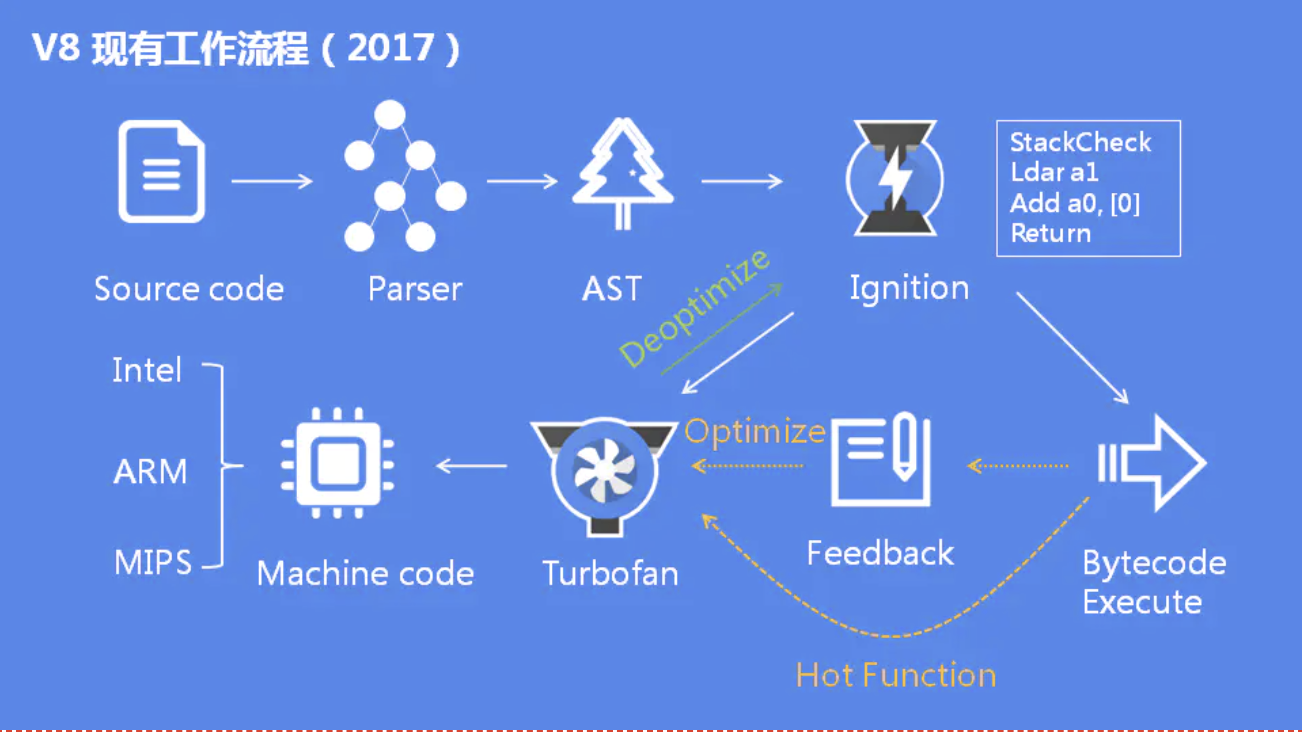 V8 现有工作流程（2017）
StackCheck
Ldar a1
Add a0, [0]
Return
Source code
Parser
AST
Ignition
Deoptimize
Intel
ARM
MIPS
Machine code
Turbofan
Optimize
Feedback
Bytecode
Execute
Hot Function